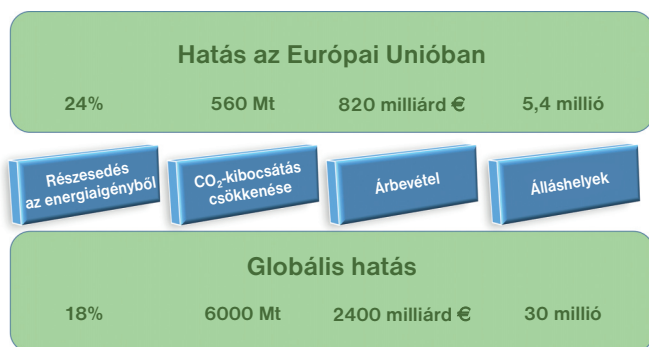 Hatás az Európai Unióban
24% 560 Mt 820 milliárd € 5,4 millió
Részesedés
az energiaigényből
CO₂-kibocsátás
csökkenése
Árbevétel
Álláshelyek
Globális hatás
18% 6000 Mt 2400 milliárd € 30 millió